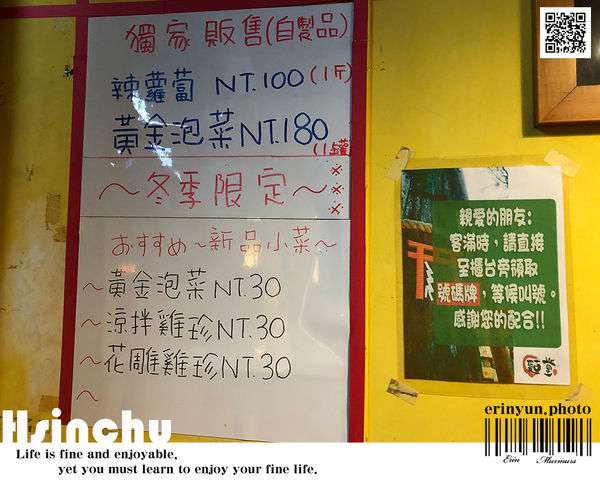 獨家販售(自製品)
辣蘿蔔 NT.100 (1斤)
黃金泡菜NT.180
(1罐)
～冬季限定～
おすすめ～新品小菜～
～黃金泡菜NT.30
～涼拌雞珍NT.30
～花雕雞珍NT.30
～
親愛的朋友:
客滿時，請直接
至櫃台旁領取
號碼牌，等候叫號。
感謝您的配合!!
Hsinchu
Life is fine and enjoyable,
yet you must learn to enjoy your fine life.
erinyun.photo
Erin Murmurs